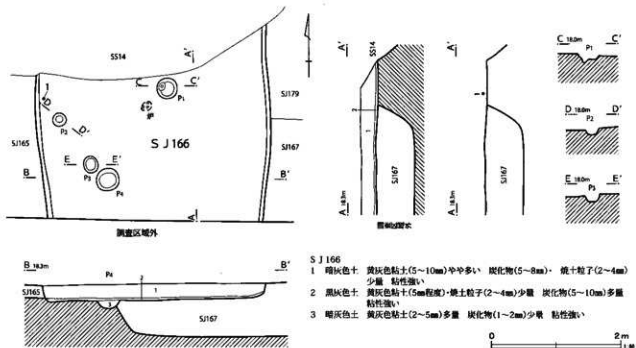 SS14
A'
C
C'
P1
炉
SJ179
1
D
P2
D'
SJ166
SJ165
E
E'
P3
P4
SJ167
B
B'
A
調査区域外
B 18.3m
P4
B'
2
1
SJ165
3
SJ167
A'
SS14
2
1
SJ167
A 18.3m
A'
1
SJ167
A 18.3m
C 18.0m
C'
P1
D 18.0m
D'
P2
E 18.0m
E'
P3
SJ166
1 暗灰色土 黄灰色粘土(5~10㎜)やや多い 炭化物(5~8㎜)・焼土粒子(2~4㎜)
少量 粘性強い
2 黒灰色土 黄灰色粘土(5㎜程度)・焼土粒子(2~4㎜)少量 炭化物(5~10㎜)多量
粘性強い
3 暗灰色土 黄灰色粘土(2~5㎜)多量 炭化物(1~2㎜)少量 粘性強い
0 2m